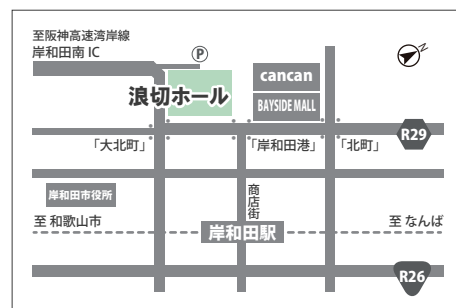 至阪神高速湾岸線
岸和田南 IC
P
N
cancan
BAYSIDE MALL
浪切ホール
R29
「大北町」
「岸和田港」
「北町」
岸和田市役所
商店街
至 和歌山市
至 なんば
岸和田駅
R26